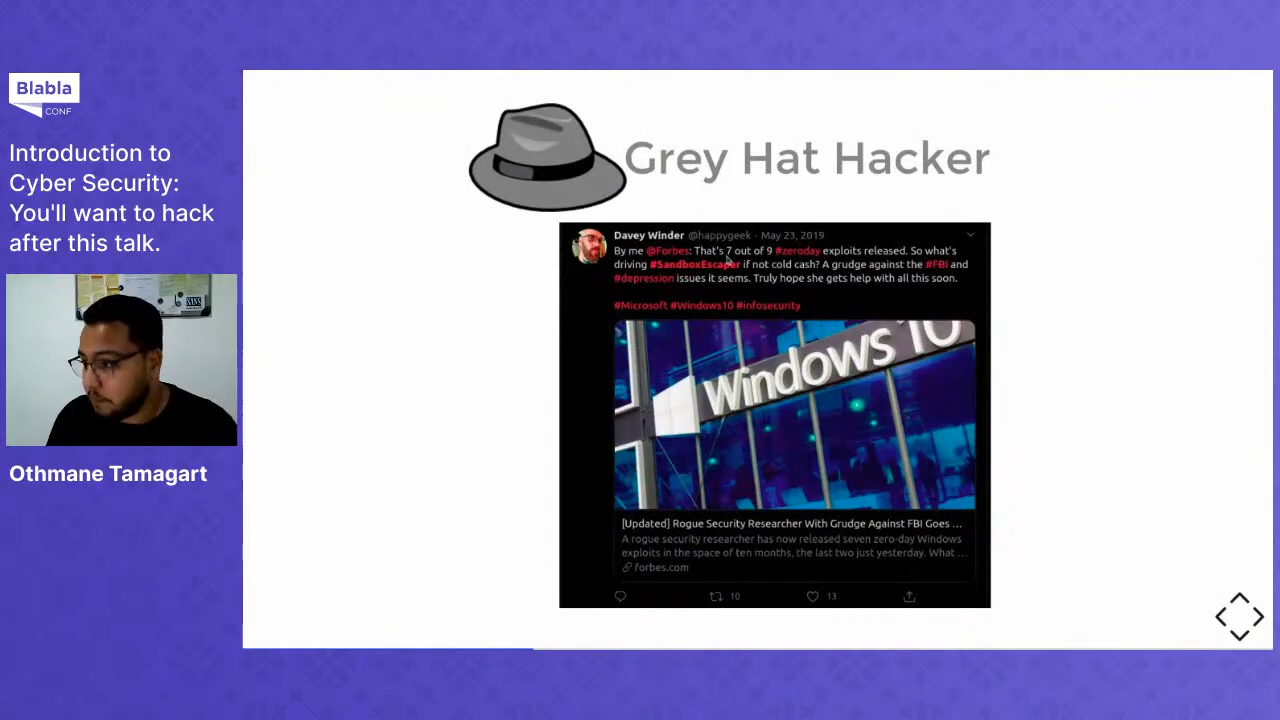 Blabla
CONF
Introduction to
Cyber Security:
You'll want to hack
after this talk.
Othmane Tamagart
Grey Hat Hacker
Davey Winder @happygeek · May 23, 2019
By me @Forbes: That's 7 out of 9 #zeroday exploits released. So what's
driving #SandboxEscaper if not cold cash? A grudge against the #FBI and
#depression issues it seems. Truly hope she gets help with all this soon.
#Microsoft #Windows10 #infosecurity
Windows 10
[Updated] Rogue Security Researcher With Grudge Against FBI Goes ...
A rogue security researcher has now released seven zero-day Windows
exploits in the space of ten months, the last two just yesterday. What ...
forbes.com
10
13